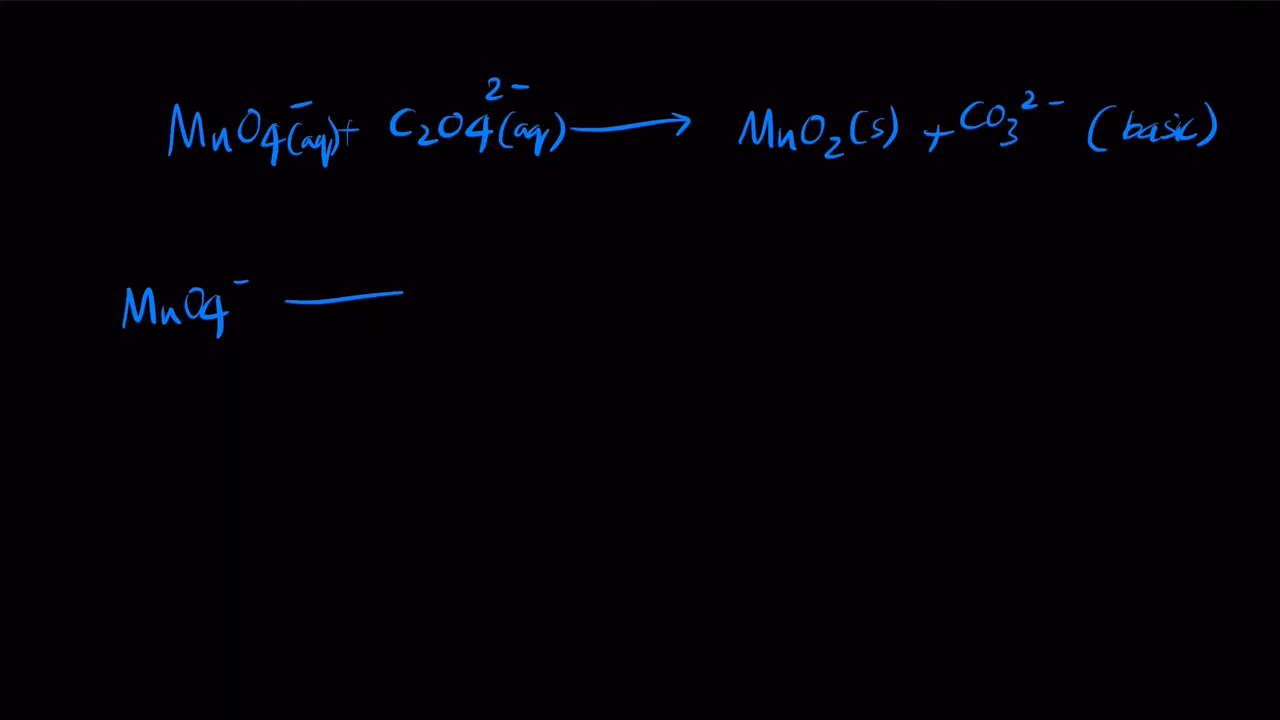 MnO₄⁻(aq) + C₂O₄²⁻(aq) ⟶ MnO₂(s) + CO₃²⁻ (basic)
MnO₄⁻ —